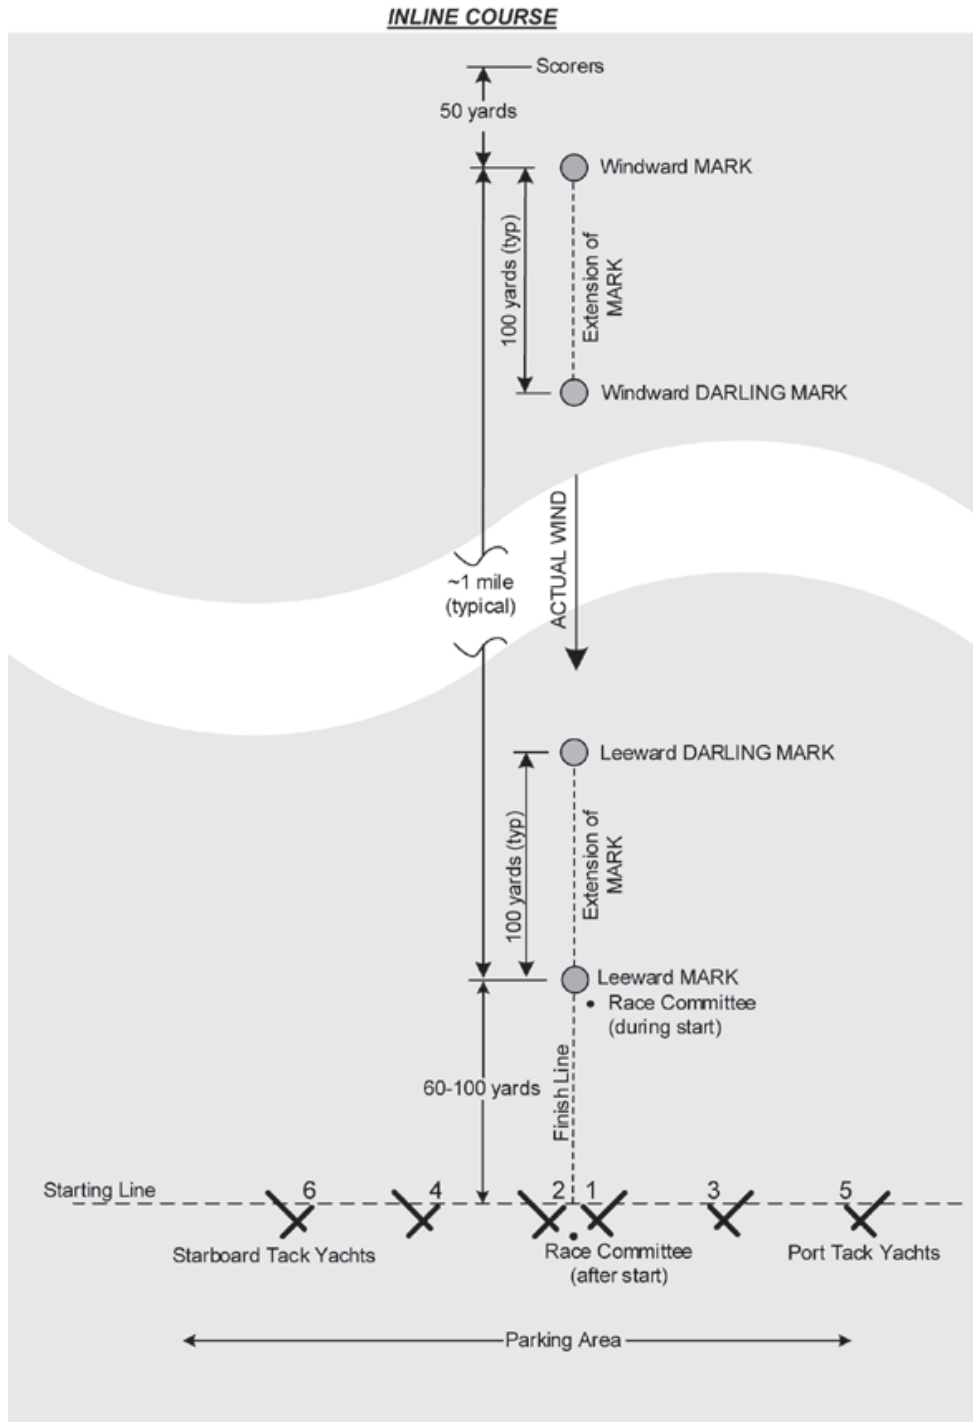 INLINE COURSE
Scorers
50 yards
Windward MARK
100 yards (typ)
Extension of
MARK
Windward DARLING MARK
ACTUAL WIND
~1 mile
(typical)
Leeward DARLING MARK
100 yards (typ)
Extension of
MARK
Leeward MARK
• Race Committee
(during start)
60-100 yards
Finish Line
Starting Line
6 4 2 1 3 5
Starboard Tack Yachts
Race Committee
(after start)
Port Tack Yachts
Parking Area